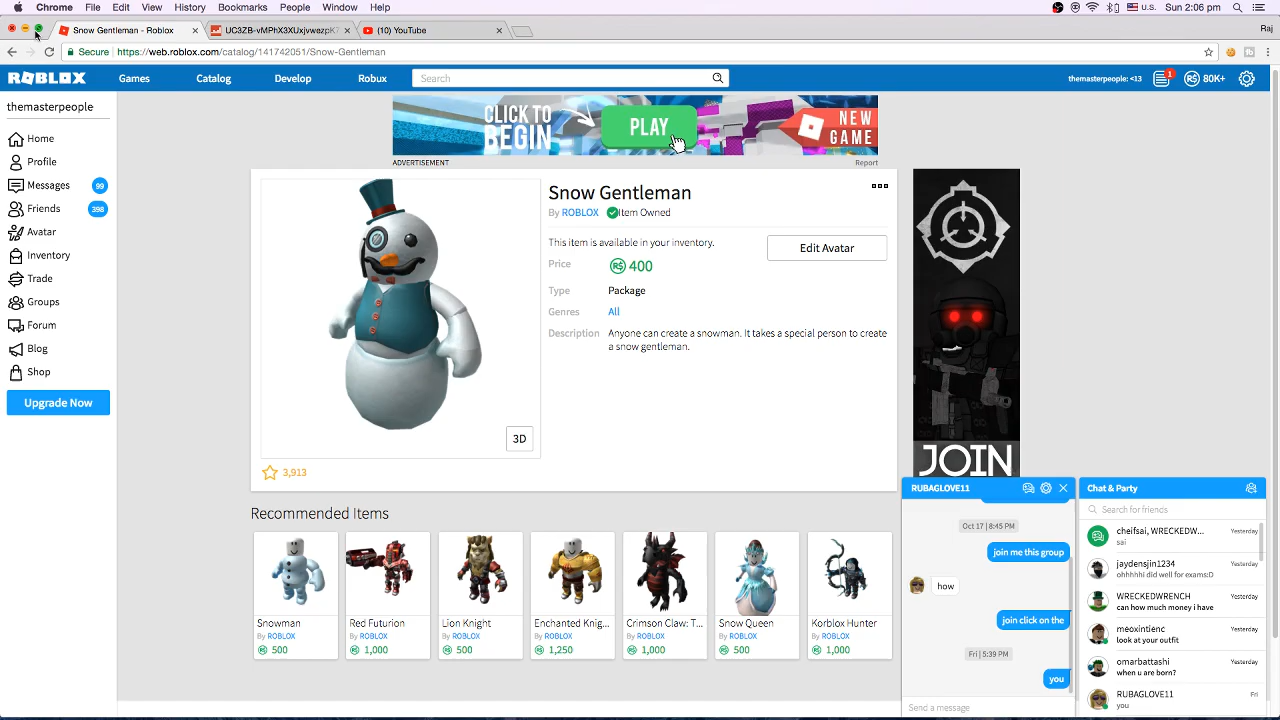 Chrome File Edit View History Bookmarks People Window Help U.S. Sun 2:06 pm
Snow Gentleman - Roblox UC3ZB-vMPhX3XUxjvwezpK7 (10) YouTube Raj
Secure https://web.roblox.com/catalog/141742051/Snow-Gentleman
ROBLOX Games Catalog Develop Robux Search themasterpeople: <13 1 R$ 80K+
themasterpeople
Home
Profile
Messages 99
Friends 398
Avatar
Inventory
Trade
Groups
Forum
Blog
Shop
Upgrade Now
CLICK TO
BEGIN
PLAY
NEW
GAME
ADVERTISEMENT Report
Snow Gentleman
By ROBLOX Item Owned
This item is available in your inventory.
Edit Avatar
Price R$ 400
Type Package
Genres All
Description Anyone can create a snowman. It takes a special person to create
a snow gentleman.
3D
3,913
JOIN
Recommended Items
Snowman
By ROBLOX
R$ 500
Red Futurion
By ROBLOX
R$ 1,000
Lion Knight
By ROBLOX
R$ 500
Enchanted Knig...
By ROBLOX
R$ 1,250
Crimson Claw: T...
By ROBLOX
R$ 1,000
Snow Queen
By ROBLOX
R$ 500
Korblox Hunter
By ROBLOX
R$ 1,000
RUBAGLOVE11
Oct 17 | 8:45 PM
join me this group
how
join click on the
Fri | 5:39 PM
you
Send a message
Chat & Party
Search for friends
cheifsai, WRECKEDW... Yesterday
sai
jaydensjin1234 Yesterday
ohhhhhi did well for exams:D
WRECKEDWRENCH Yesterday
can how much money i have
meoxintienc Yesterday
look at your outfit
omarbattashi Yesterday
when u are born?
RUBAGLOVE11 Fri
you